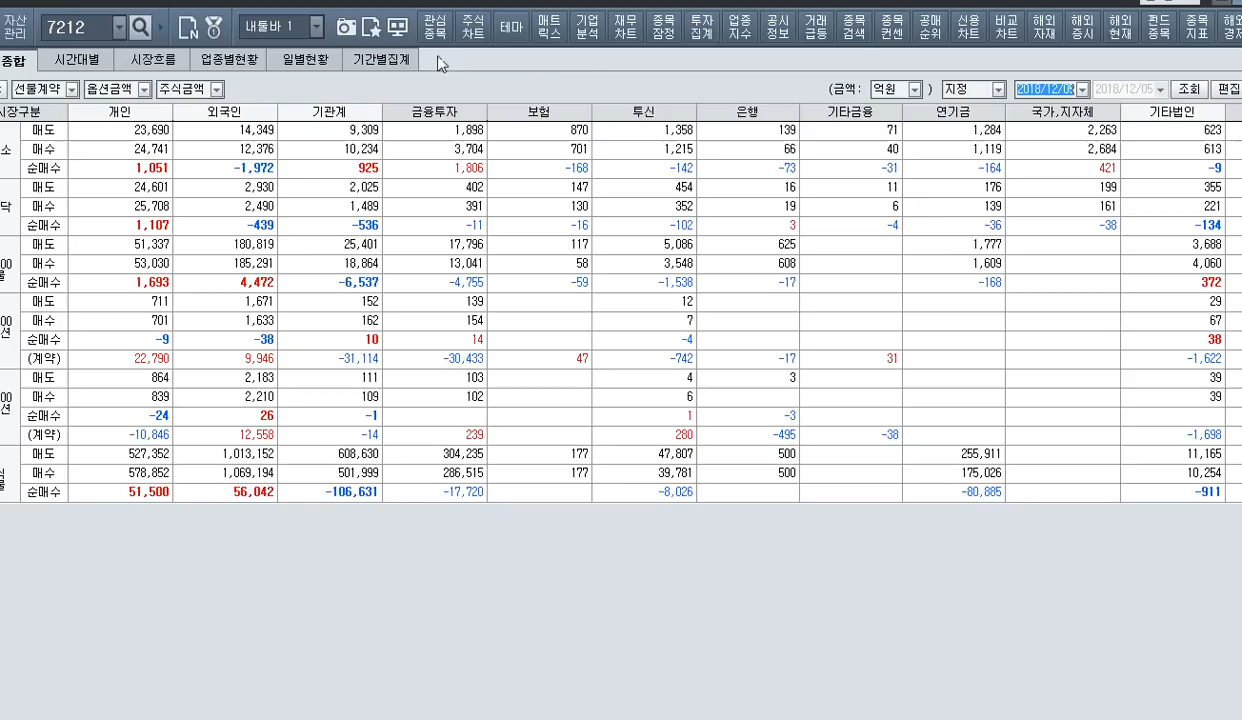 자산 관리 7212 내툴바 1 관심 종목 주식 차트 테마 매트 릭스 기업 분석 재무 차트 종목 잠정 투자 집계 업종 지수 공시 정보 거래 급등 종목 검색 종목 컨센 공매 순위 신용 차트 비교 차트 해외 자재 해외 증시 해외 현재 펀드 종목 종목 지표 해외
종합 시간대별 시장흐름 업종별현황 일별현황 기간별집계
선물계약 옵션금액 주식금액 (금액: 억원 ) 지정 2018/12/05 조회 편집
시장구분 개인 외국인 기관계 금융투자 보험 투신 은행 기타금융 연기금 국가,지자체 기타법인
매도 23,690 14,349 9,309 1,898 870 1,358 139 71 1,284 2,263 623
소 매수 24,741 12,376 10,234 3,704 701 1,215 66 40 1,119 2,684 613
순매수 1,051 -1,972 925 1,806 -168 -142 -73 -31 -164 421 -9
매도 24,601 2,930 2,025 402 147 454 16 11 176 199 355
닥 매수 25,708 2,490 1,489 391 130 352 19 6 139 161 221
순매수 1,107 -439 -536 -11 -16 -102 3 -4 -36 -38 -134
매도 51,337 180,819 25,401 17,796 117 5,086 625 1,777 3,688
00 매수 53,030 185,291 18,864 13,041 58 3,548 608 1,609 4,060
순매수 1,693 4,472 -6,537 -4,755 -59 -1,538 -17 -168 372
매도 711 1,671 152 139 12 29
00 매수 701 1,633 162 154 7 67
션 순매수 -9 -38 10 14 -4 38
(계약) 22,790 9,946 -31,114 -30,433 47 -742 -17 31 -1,622
매도 864 2,183 111 103 4 3 39
00 매수 839 2,210 109 102 6 39
션 순매수 -24 26 -1 1 -3
(계약) -10,846 12,558 -14 239 280 -495 -38 -1,698
매도 527,352 1,013,152 608,630 304,235 177 47,807 500 255,911 11,165
매수 578,852 1,069,194 501,999 286,515 177 39,781 500 175,026 10,254
순매수 51,500 56,042 -106,631 -17,720 -8,026 -80,885 -911